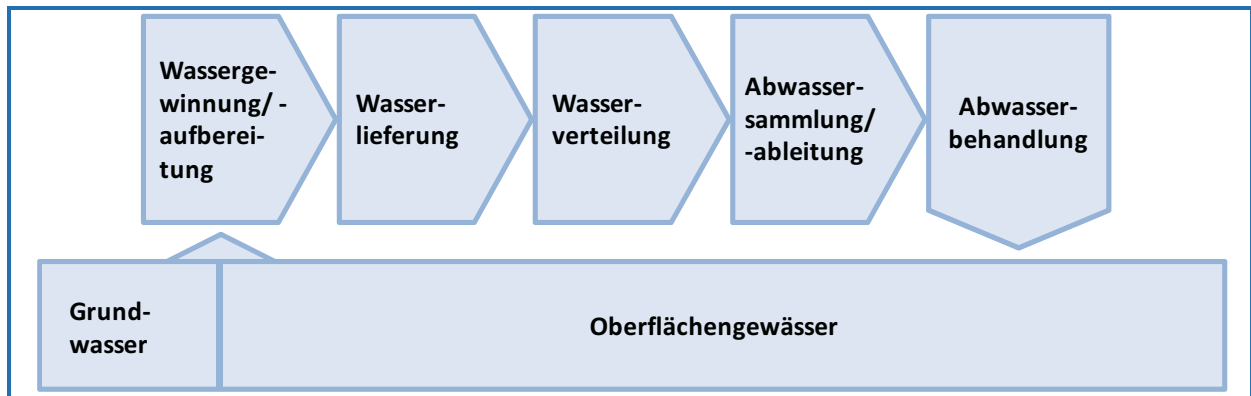 Wasserge-
winnung/ -
aufberei-
tung
Wasser-
lieferung
Wasser-
verteilung
Abwasser-
sammlung/
-ableitung
Abwasser-
behandlung
Grund-
wasser
Oberflächengewässer